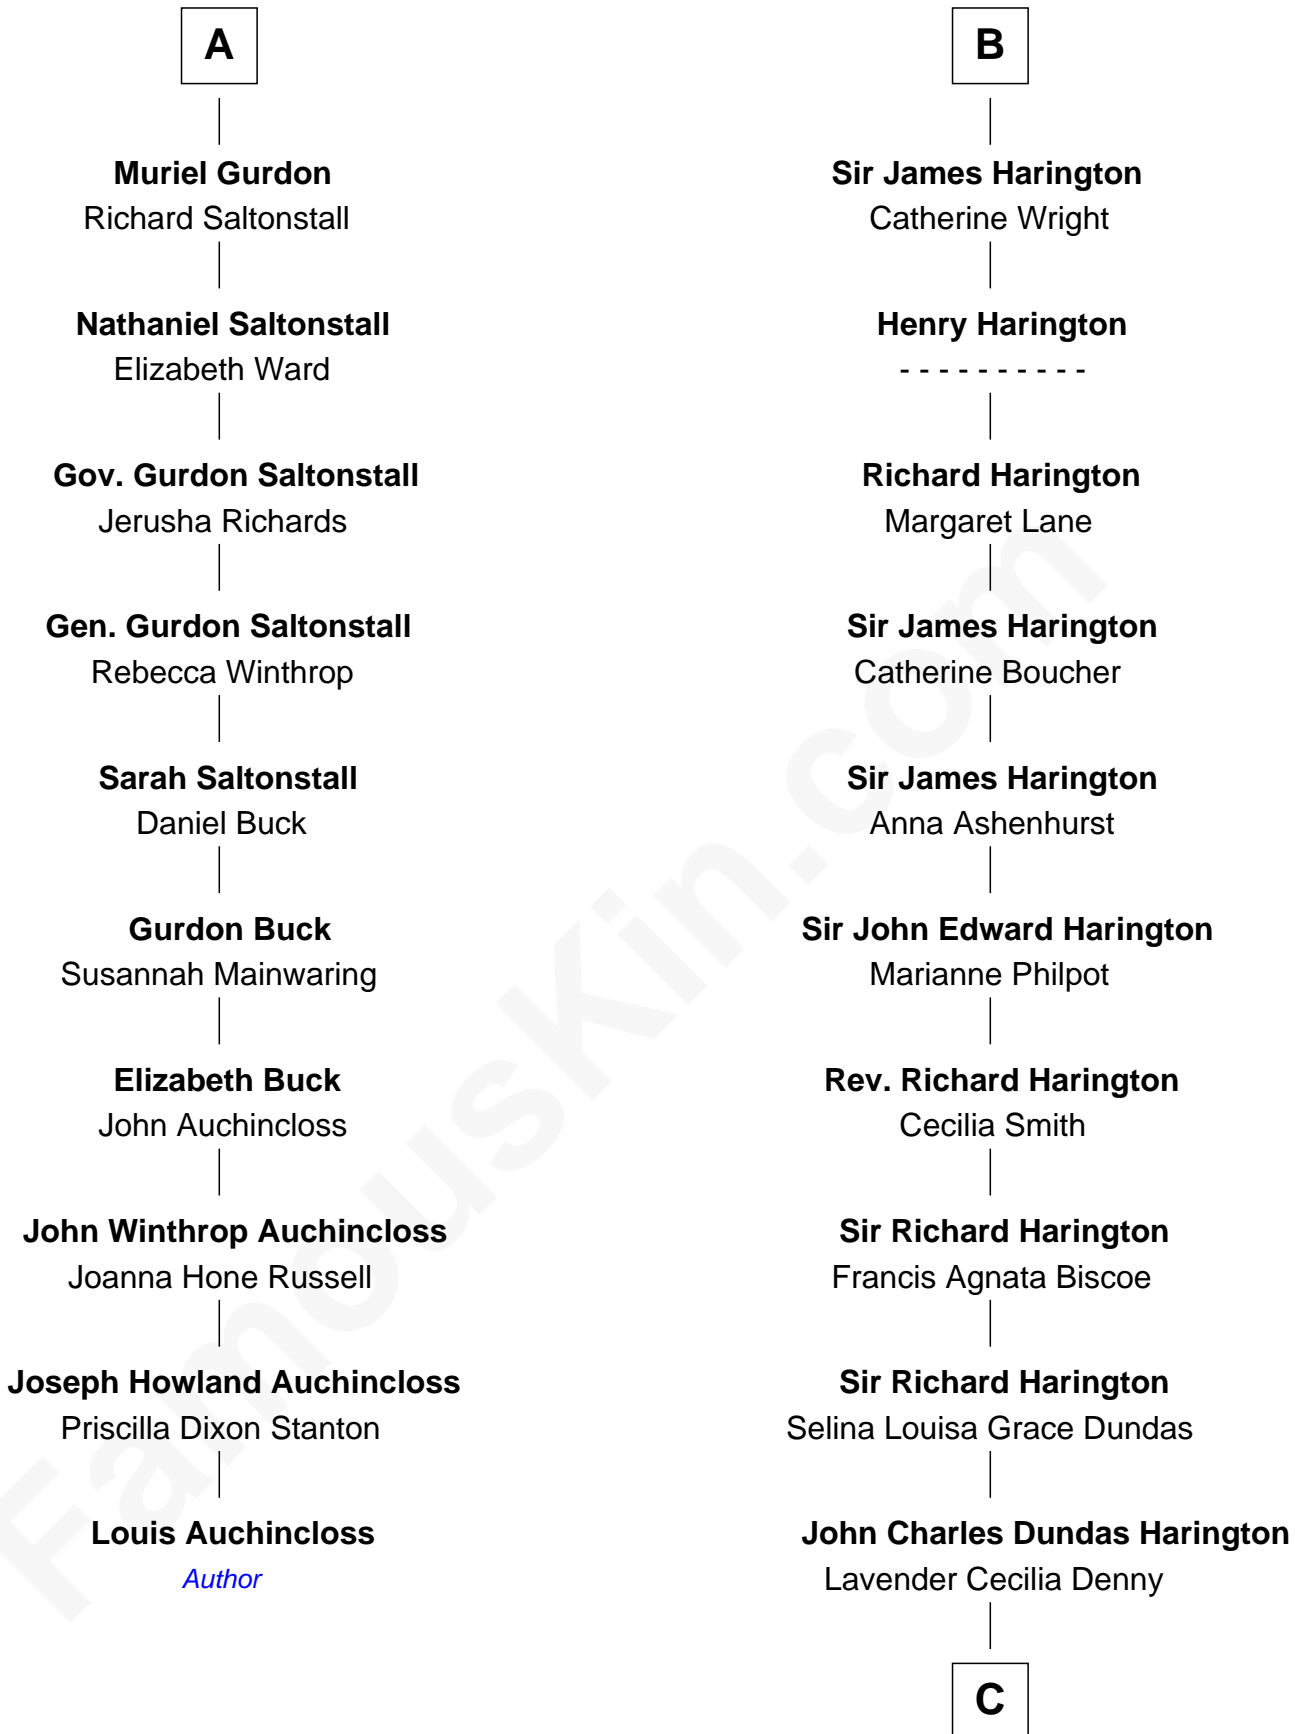 A
Muriel Gurdon
Richard Saltonstall
Nathaniel Saltonstall
Elizabeth Ward
Gov. Gurdon Saltonstall
Jerusha Richards
Gen. Gurdon Saltonstall
Rebecca Winthrop
Sarah Saltonstall
Daniel Buck
Gurdon Buck
Susannah Mainwaring
Elizabeth Buck
John Auchincloss
John Winthrop Auchincloss
Joanna Hone Russell
Joseph Howland Auchincloss
Priscilla Dixon Stanton
Louis Auchincloss
Author
B
Sir James Harington
Catherine Wright
Henry Harington
- - - - - - - - - -
Richard Harington
Margaret Lane
Sir James Harington
Catherine Boucher
Sir James Harington
Anna Ashenhurst
Sir John Edward Harington
Marianne Philpot
Rev. Richard Harington
Cecilia Smith
Sir Richard Harington
Francis Agnata Biscoe
Sir Richard Harington
Selina Louisa Grace Dundas
John Charles Dundas Harington
Lavender Cecilia Denny
C
FamousKin.com